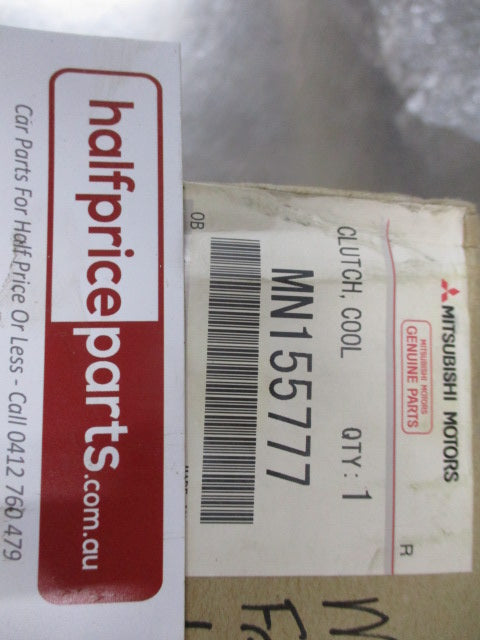 MITSUBISHI MOTORS
MITSUBISHI MOTORS
GENUINE PARTS
R
CLUTCH, COOL QTY: 1
MN155777
0B
halfpriceparts.com.au
Car Parts For Half Price Or Less - Call 0412 760 479